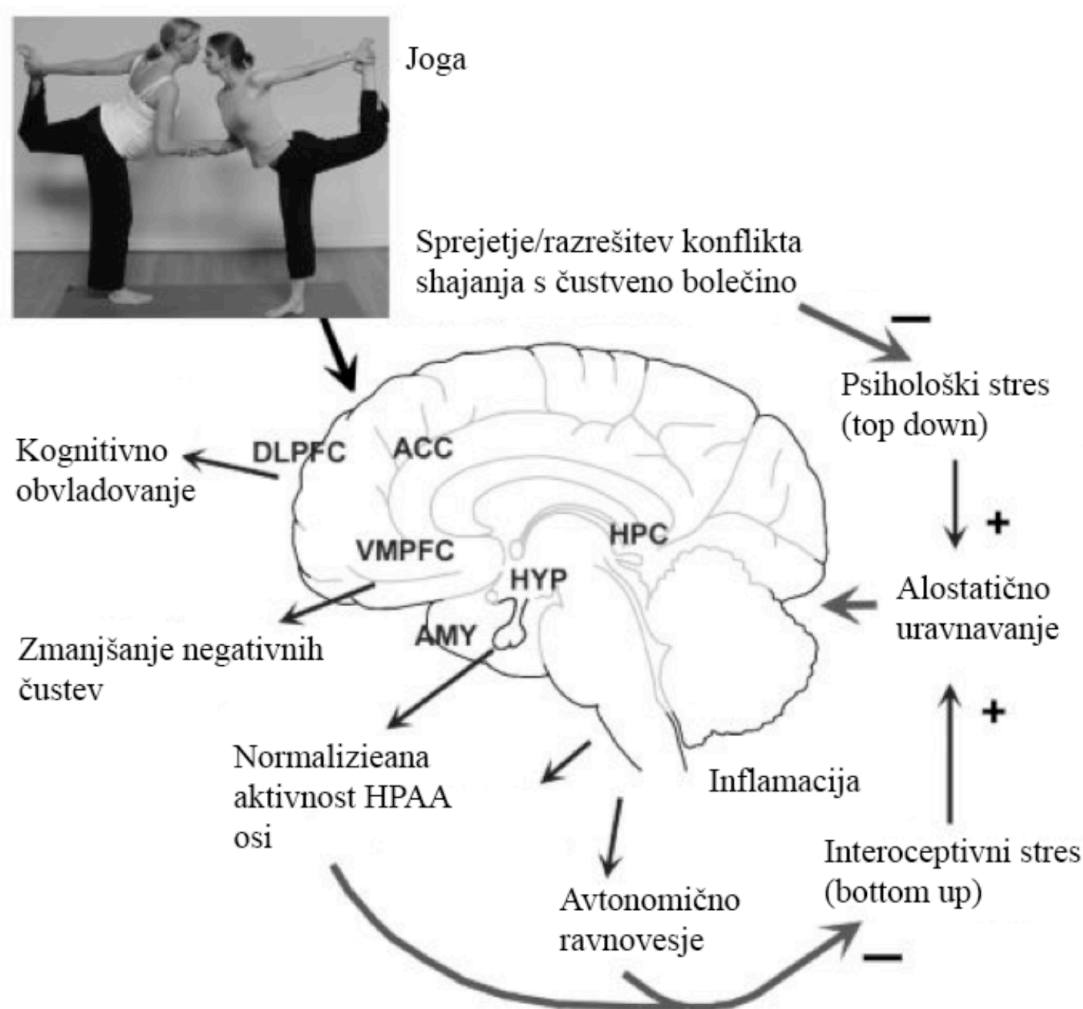 Joga
Sprejetje/razrešitev konflikta
shajanja s čustveno bolečino
−
Psihološki stres
(top down)
Kognitivno
obvladovanje
DLPFC
ACC
+
VMPFC
HPC
HYP
Alostatično
uravnavanje
AMY
Zmanjšanje negativnih
čustev
+
Normalizieana
aktivnost HPAA
osi
Inflamacija
Interoceptivni stres
(bottom up)
Avtonomično
ravnovesje
−